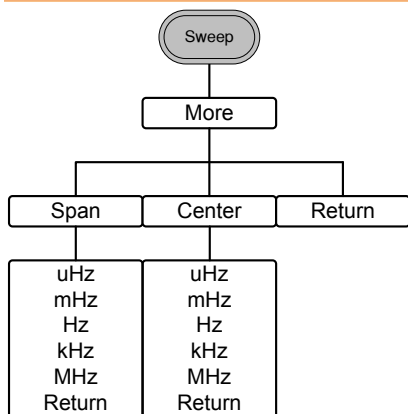 Sweep
More
Span Center Return
uHz uHz
mHz mHz
Hz Hz
kHz kHz
MHz MHz
Return Return